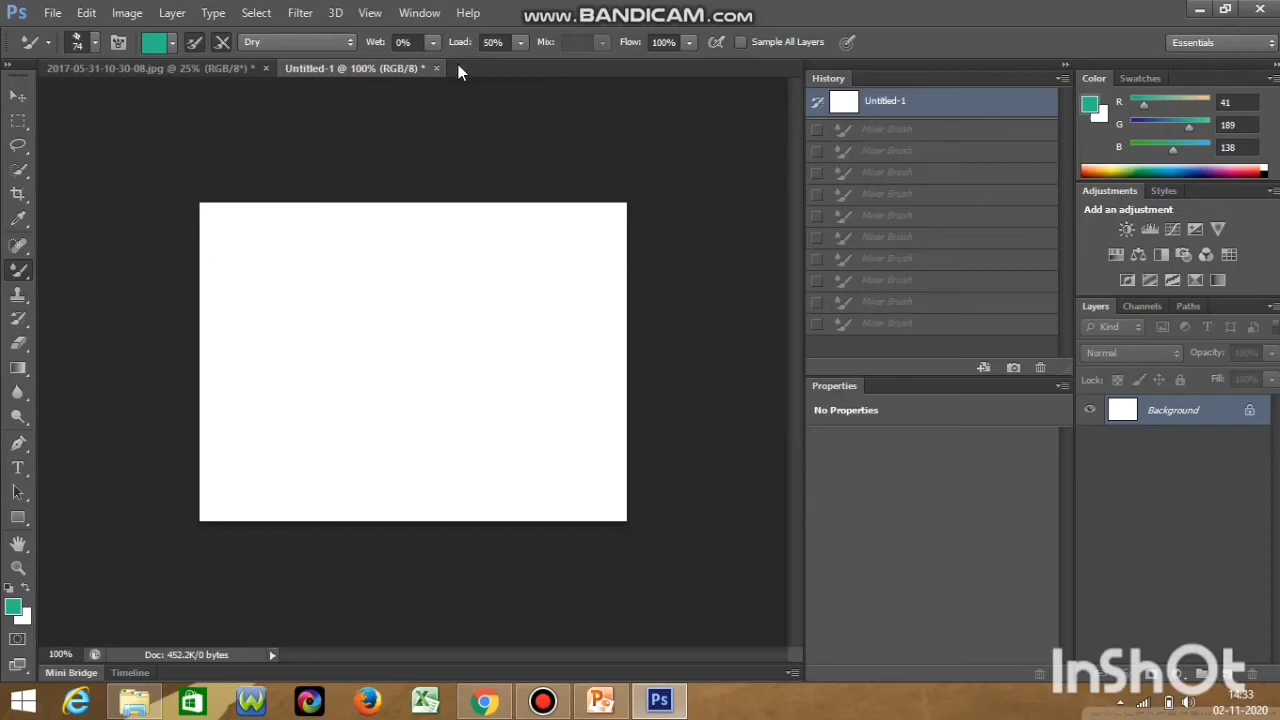 Ps File Edit Image Layer Type Select Filter 3D View Window Help
www.BANDICAM.com
74 Dry Wet: 0% Load: 50% Mix: Flow: 100% Sample All Layers Essentials
2017-05-31-10-30-08.jpg @ 25% (RGB/8*) * × Untitled-1 @ 100% (RGB/8) * ×
History
Untitled-1
Mixer Brush
Mixer Brush
Mixer Brush
Mixer Brush
Mixer Brush
Mixer Brush
Mixer Brush
Mixer Brush
Mixer Brush
Mixer Brush
Properties
No Properties
Color Swatches
R 41
G 189
B 138
Adjustments Styles
Add an adjustment
Layers Channels Paths
Kind
Normal Opacity: 100%
Lock: Fill: 100%
Background
100% Doc: 452.2K/0 bytes
Mini Bridge Timeline
InShOt
Ps
14:33
02-11-2020